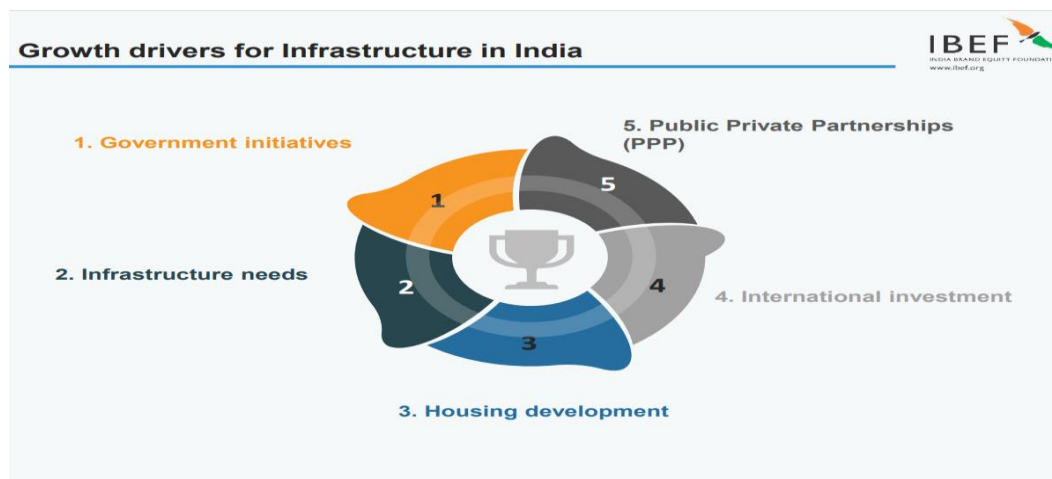 Growth drivers for Infrastructure in India
IBEF
INDIA BRAND EQUITY FOUNDATI
www.ibef.org
1. Government initiatives
5. Public Private Partnerships
(PPP)
1
5
2. Infrastructure needs
2
4
4. International investment
3
3. Housing development